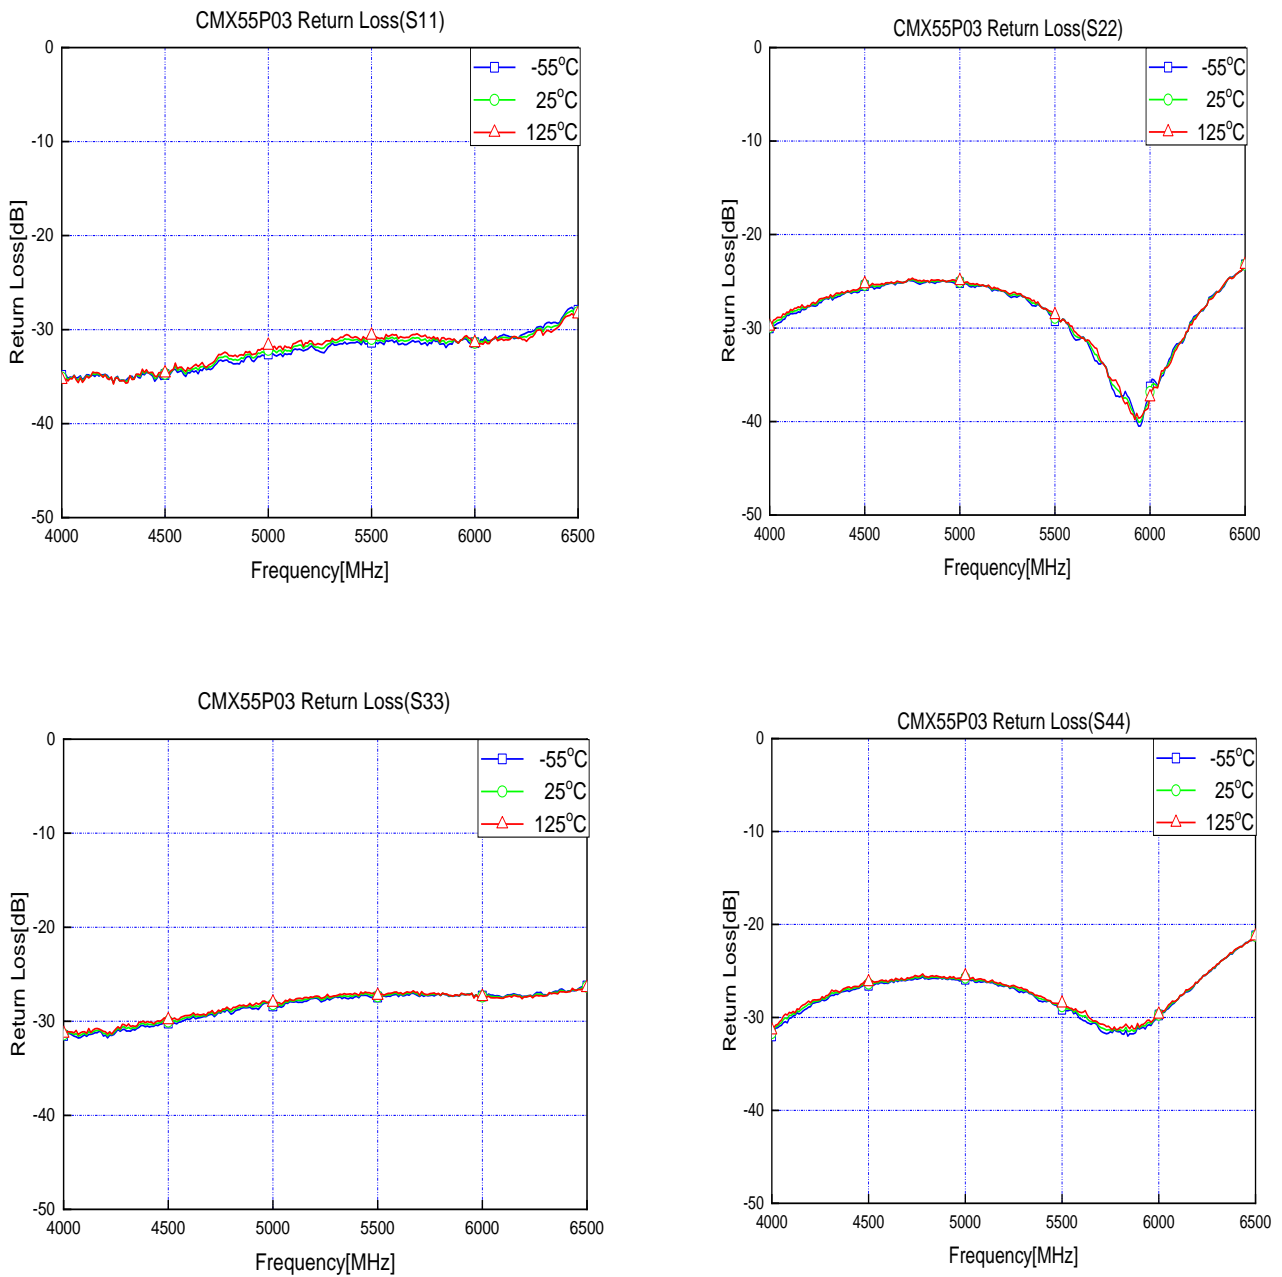 CMX55P03 Return Loss(S11)
Return Loss[dB]
0
-10
-20
-30
-40
-50
-55°C
25°C
125°C
4000 4500 5000 5500 6000 6500
Frequency[MHz]
CMX55P03 Return Loss(S22)
Return Loss[dB]
0
-10
-20
-30
-40
-50
-55°C
25°C
125°C
4000 4500 5000 5500 6000 6500
Frequency[MHz]
CMX55P03 Return Loss(S33)
Return Loss[dB]
0
-10
-20
-30
-40
-50
-55°C
25°C
125°C
4000 4500 5000 5500 6000 6500
Frequency[MHz]
CMX55P03 Return Loss(S44)
Return Loss[dB]
0
-10
-20
-30
-40
-50
-55°C
25°C
125°C
4000 4500 5000 5500 6000 6500
Frequency[MHz]